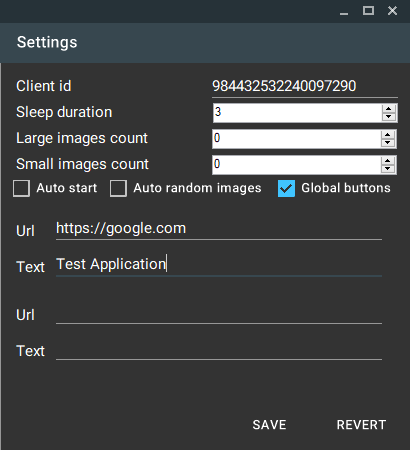 Settings
Client id 984432532240097290
Sleep duration 3
Large images count 0
Small images count 0
Auto start Auto random images Global buttons
Url https://google.com
Text Test Application
Url
Text
SAVE REVERT